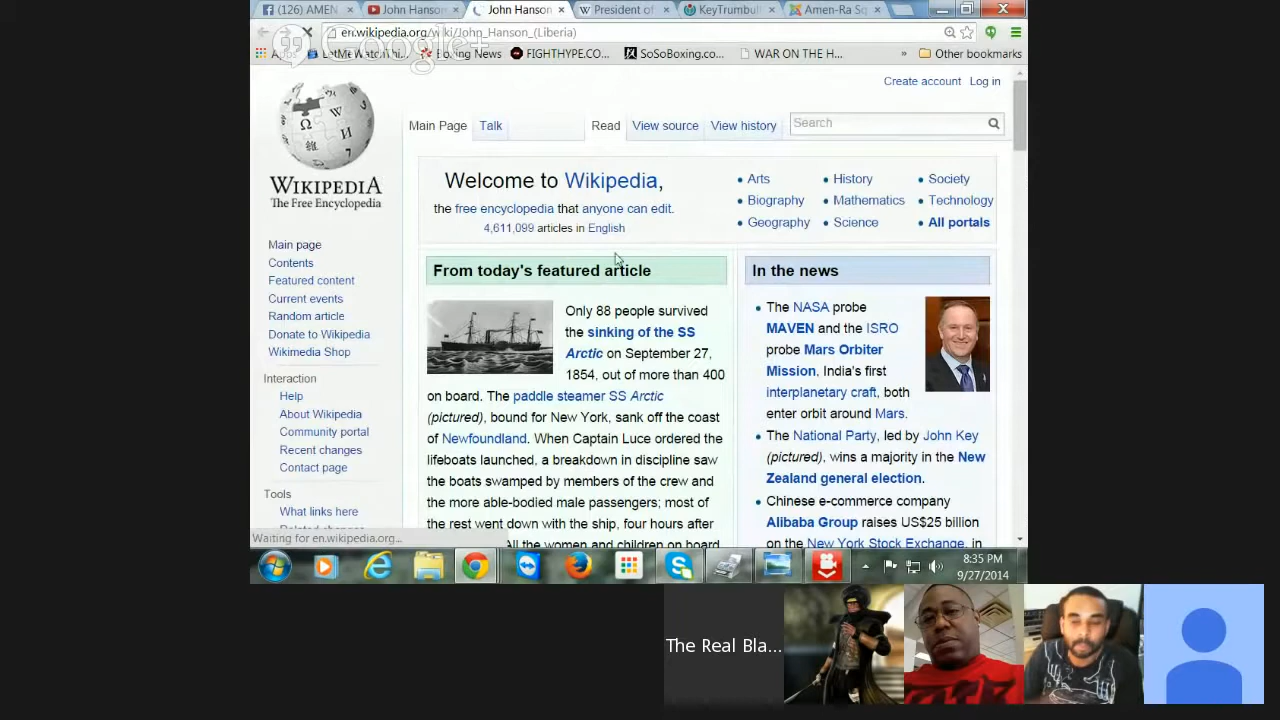 (126) AMEN
John Hanson
John Hanson
President of
KeyTrumbull
Amen-Ra Sq
en.wikipedia.org/wiki/John_Hanson_(Liberia)
Google+
Boxing News
FIGHTHYPE.CO...
SoSoBoxing.co...
WAR ON THE H...
»
Other bookmarks
Create account Log in
Main Page Talk Read View source View history Search
WIKIPEDIA
The Free Encyclopedia
Main page
Contents
Featured content
Current events
Random article
Donate to Wikipedia
Wikimedia Shop
Interaction
Help
About Wikipedia
Community portal
Recent changes
Contact page
Tools
What links here
Welcome to Wikipedia,
the free encyclopedia that anyone can edit.
4,611,099 articles in English
Arts
Biography
Geography
History
Mathematics
Science
Society
Technology
All portals
From today's featured article
Only 88 people survived
the sinking of the SS
Arctic on September 27,
1854, out of more than 400
on board. The paddle steamer SS Arctic
(pictured), bound for New York, sank off the coast
of Newfoundland. When Captain Luce ordered the
lifeboats launched, a breakdown in discipline saw
the boats swamped by members of the crew and
the more able-bodied male passengers; most of
the rest went down with the ship, four hours after
All the women and children on board
In the news
The NASA probe
MAVEN and the ISRO
probe Mars Orbiter
Mission, India's first
interplanetary craft, both
enter orbit around Mars.
The National Party, led by John Key
(pictured), wins a majority in the New
Zealand general election.
Chinese e-commerce company
Alibaba Group raises US$25 billion
on the New York Stock Exchange, in
Waiting for en.wikipedia.org...
8:35 PM
9/27/2014
The Real Bla...